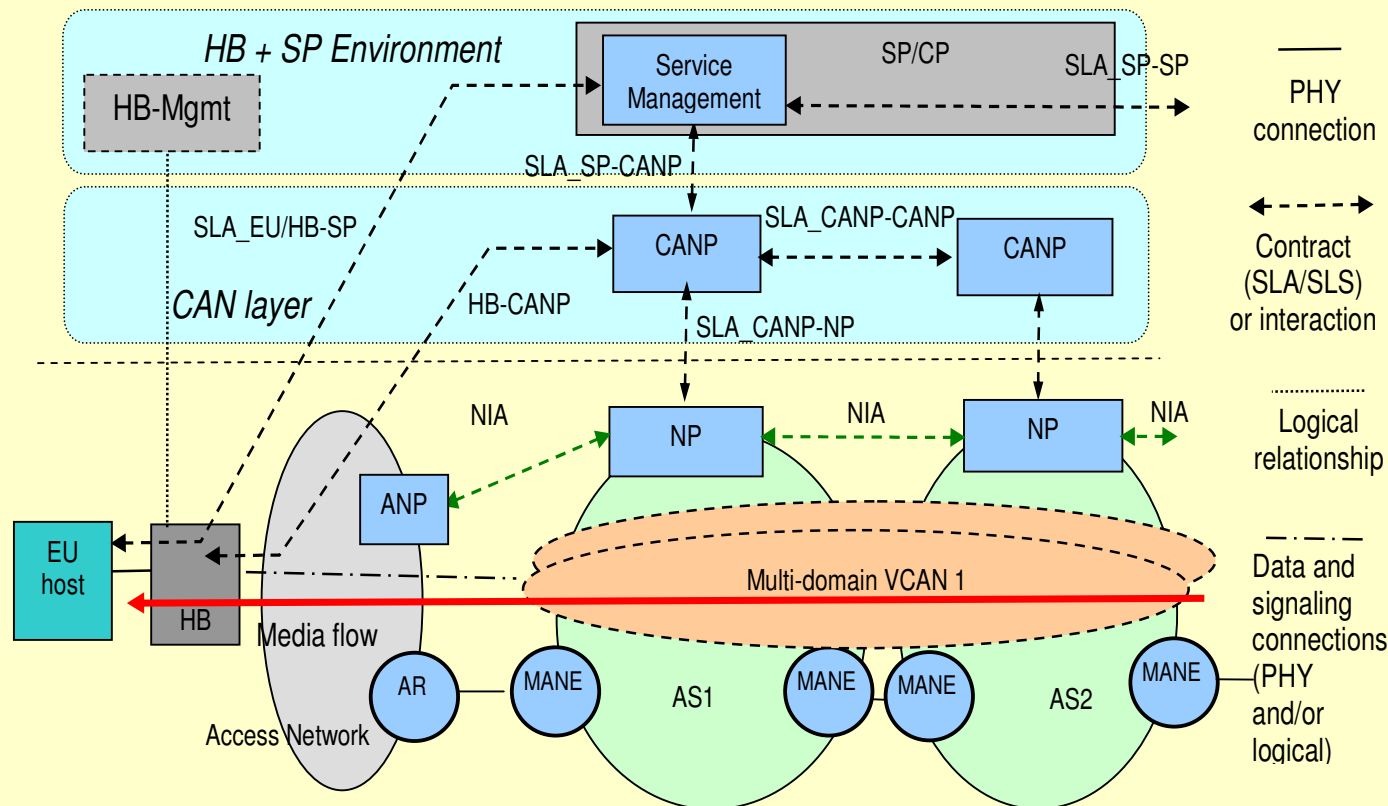 HB + SP Environment
SP/CP
Service
Management
SLA_SP-SP
HB-Mgmt
SLA_SP-CANP
SLA_EU/HB-SP
SLA_CANP-CANP
CANP
CANP
CAN layer
HB-CANP
SLA_CANP-NP
NIA
NP
NIA
NP
NIA
ANP
EU
host
HB
Multi-domain VCAN 1
Media flow
AR
MANE
AS1
MANE
MANE
AS2
MANE
Access Network
PHY
connection
Contract
(SLA/SLS)
or interaction
Logical
relationship
Data and
signaling
connections
(PHY
and/or
logical)